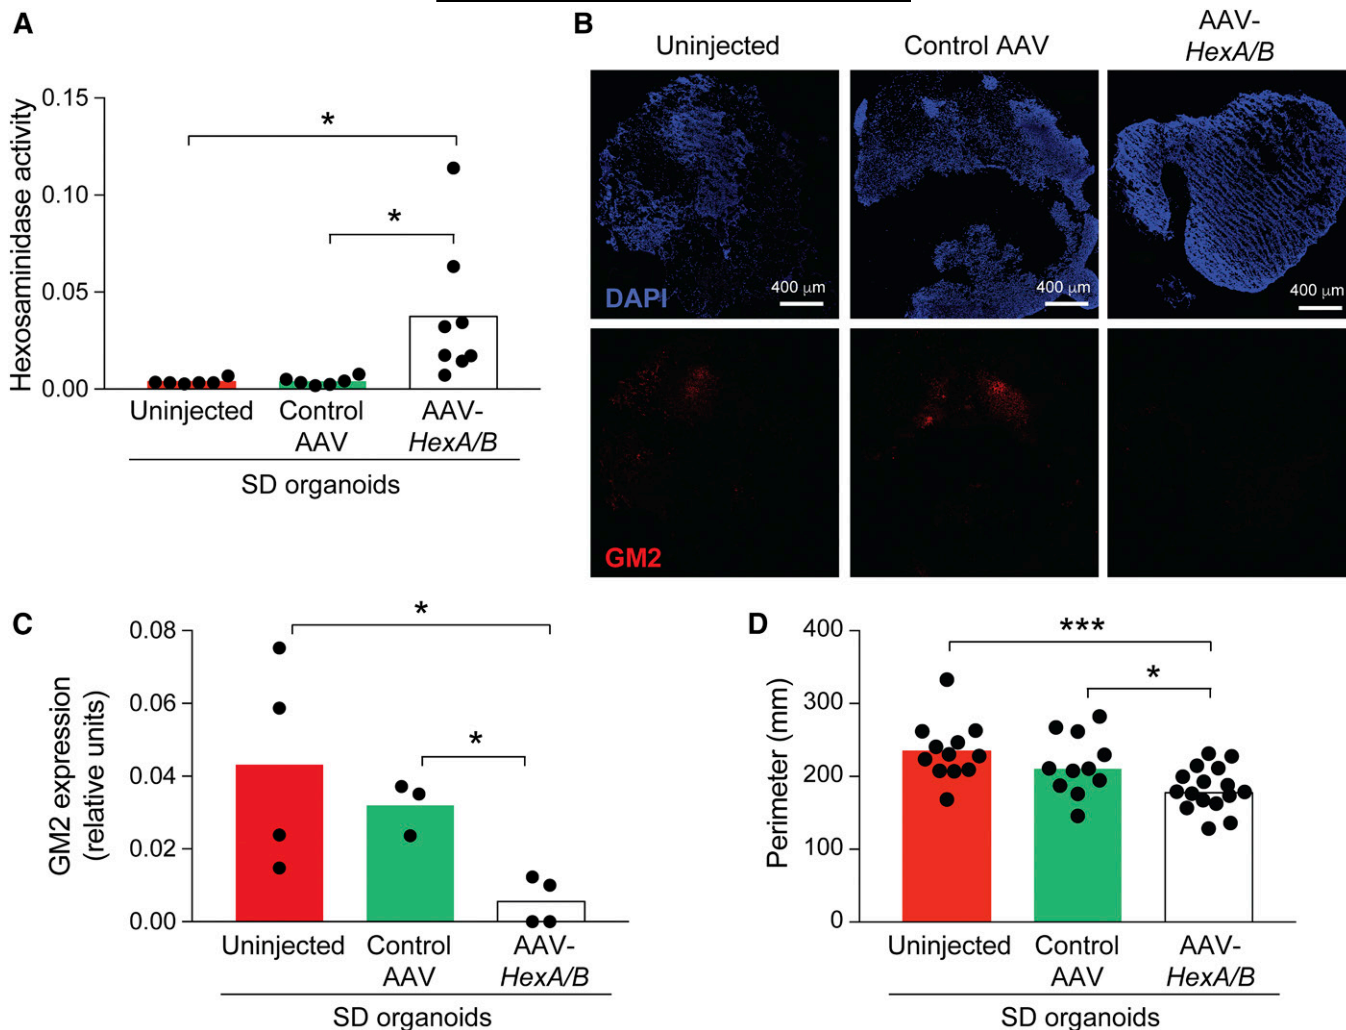 A
Hexosaminidase activity
0.15
0.10
0.05
0.00
*
*
Uninjected
Control
AAV
AAV-
HexA/B
SD organoids
B
Uninjected
Control AAV
AAV-
HexA/B
DAPI
400 μm
400 μm
400 μm
GM2
C
GM2 expression
(relative units)
0.08
0.06
0.04
0.02
0.00
*
*
Uninjected
Control
AAV
AAV-
HexA/B
SD organoids
D
Perimeter (mm)
400
300
200
100
0
***
*
Uninjected
Control
AAV
AAV-
HexA/B
SD organoids